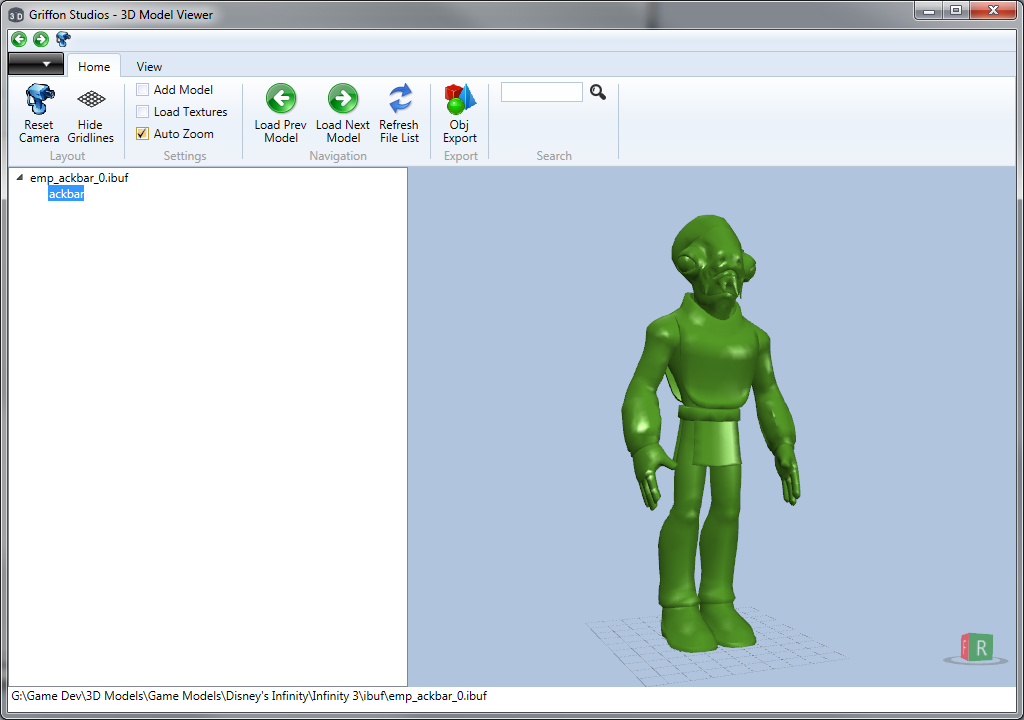 3D Griffon Studios - 3D Model Viewer
Home View
Reset Camera
Hide Gridlines
Layout
Add Model
Load Textures
Auto Zoom
Settings
Load Prev Model
Load Next Model
Refresh File List
Navigation
Obj Export
Export
Search
emp_ackbar_0.ibuf
ackbar
R
G:\Game Dev\3D Models\Game Models\Disney's Infinity\Infinity 3\ibuf\emp_ackbar_0.ibuf